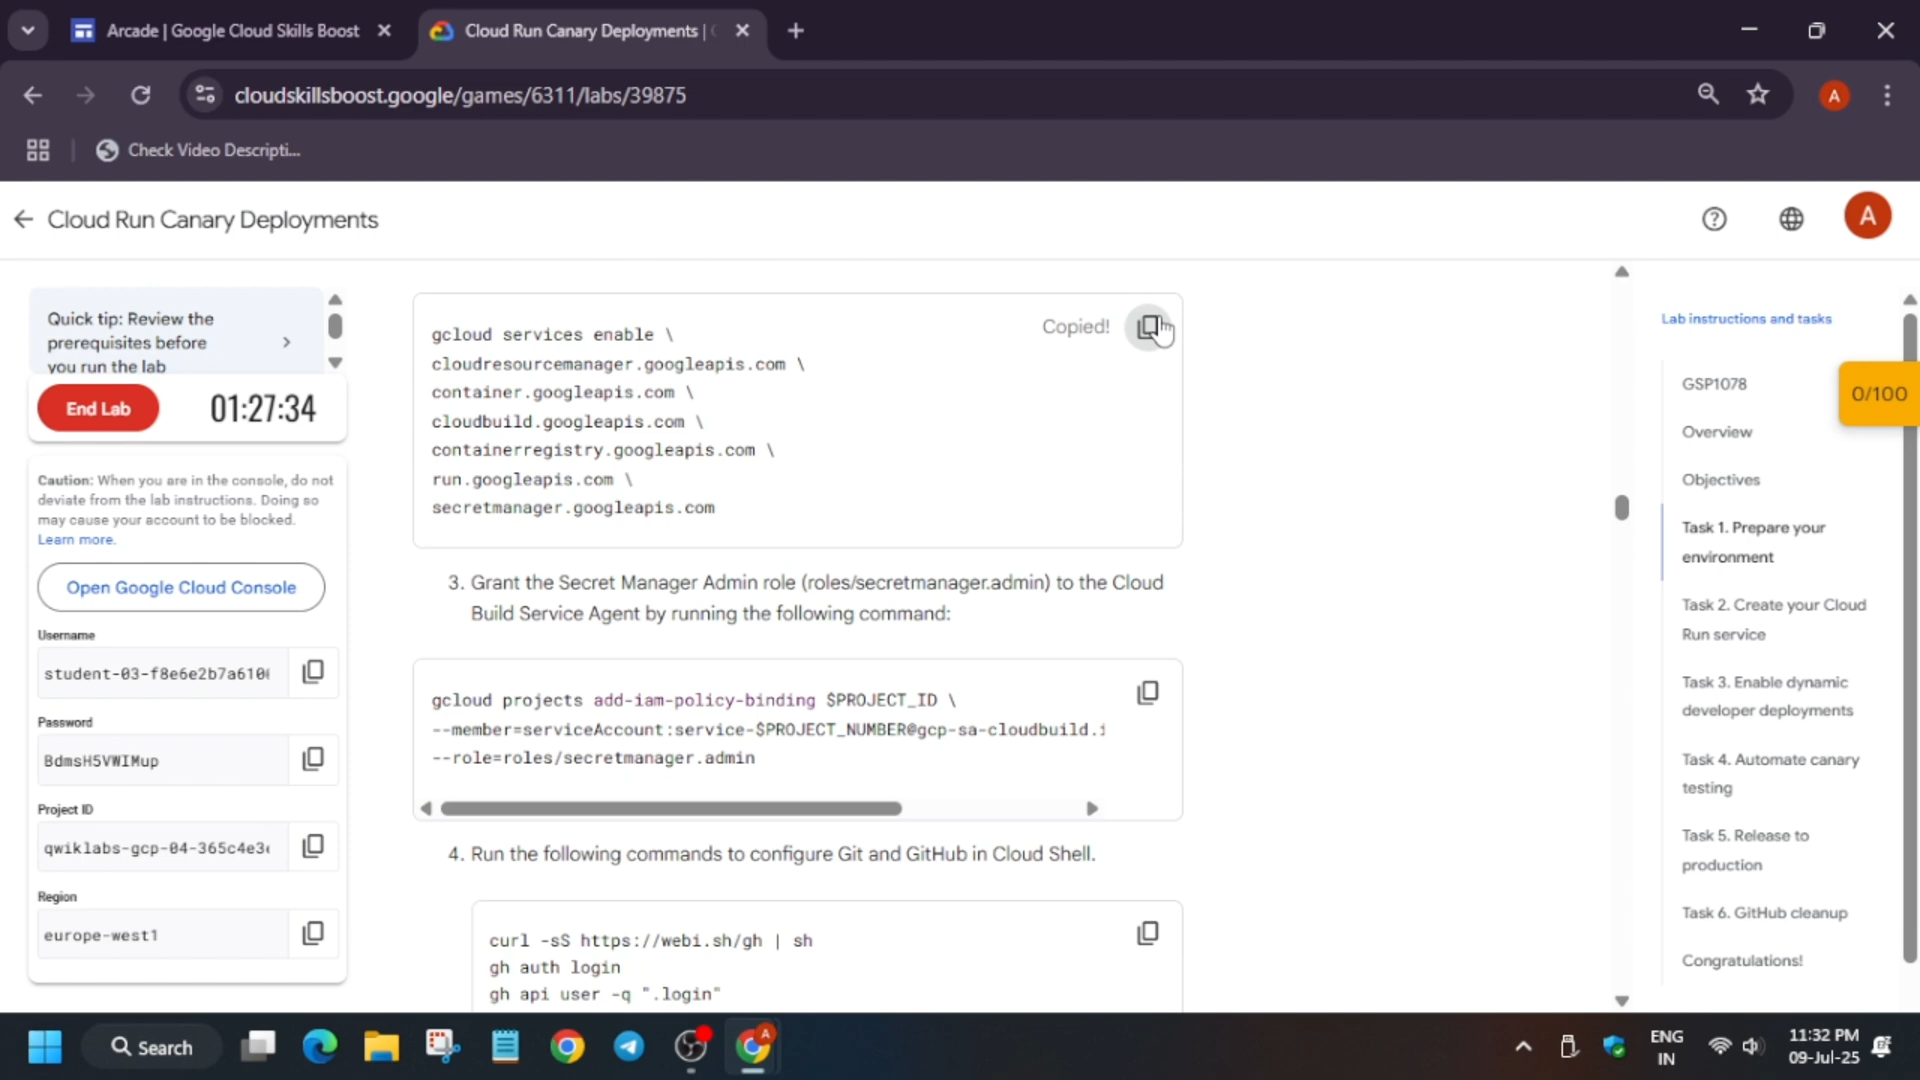 Arcade | Google Cloud Skills Boost
Cloud Run Canary Deployments |
cloudskillsboost.google/games/6311/labs/39875
A
Check Video Descripti...
Cloud Run Canary Deployments
A
Quick tip: Review the
prerequisites before
you run the lab
End Lab
01:27:34
Caution: When you are in the console, do not
deviate from the lab instructions. Doing so
may cause your account to be blocked.
Learn more.
Open Google Cloud Console
Username
student-03-f8e6e2b7a610
Password
BdmsH5VWIMup
Project ID
qwiklabs-gcp-04-365c4e3
Region
europe-west1
Copied!
gcloud services enable \
cloudresourcemanager.googleapis.com \
container.googleapis.com \
cloudbuild.googleapis.com \
containerregistry.googleapis.com \
run.googleapis.com \
secretmanager.googleapis.com
3. Grant the Secret Manager Admin role (roles/secretmanager.admin) to the Cloud
Build Service Agent by running the following command:
gcloud projects add-iam-policy-binding $PROJECT_ID \
--member=serviceAccount:service-$PROJECT_NUMBER@gcp-sa-cloudbuild.i
--role=roles/secretmanager.admin
4. Run the following commands to configure Git and GitHub in Cloud Shell.
curl -sS https://webi.sh/gh | sh
gh auth login
gh api user -q ".login"
Lab instructions and tasks
0/100
GSP1078
Overview
Objectives
Task 1. Prepare your
environment
Task 2. Create your Cloud
Run service
Task 3. Enable dynamic
developer deployments
Task 4. Automate canary
testing
Task 5. Release to
production
Task 6. GitHub cleanup
Congratulations!
Search
A
ENG
IN
11:32 PM
09-Jul-25